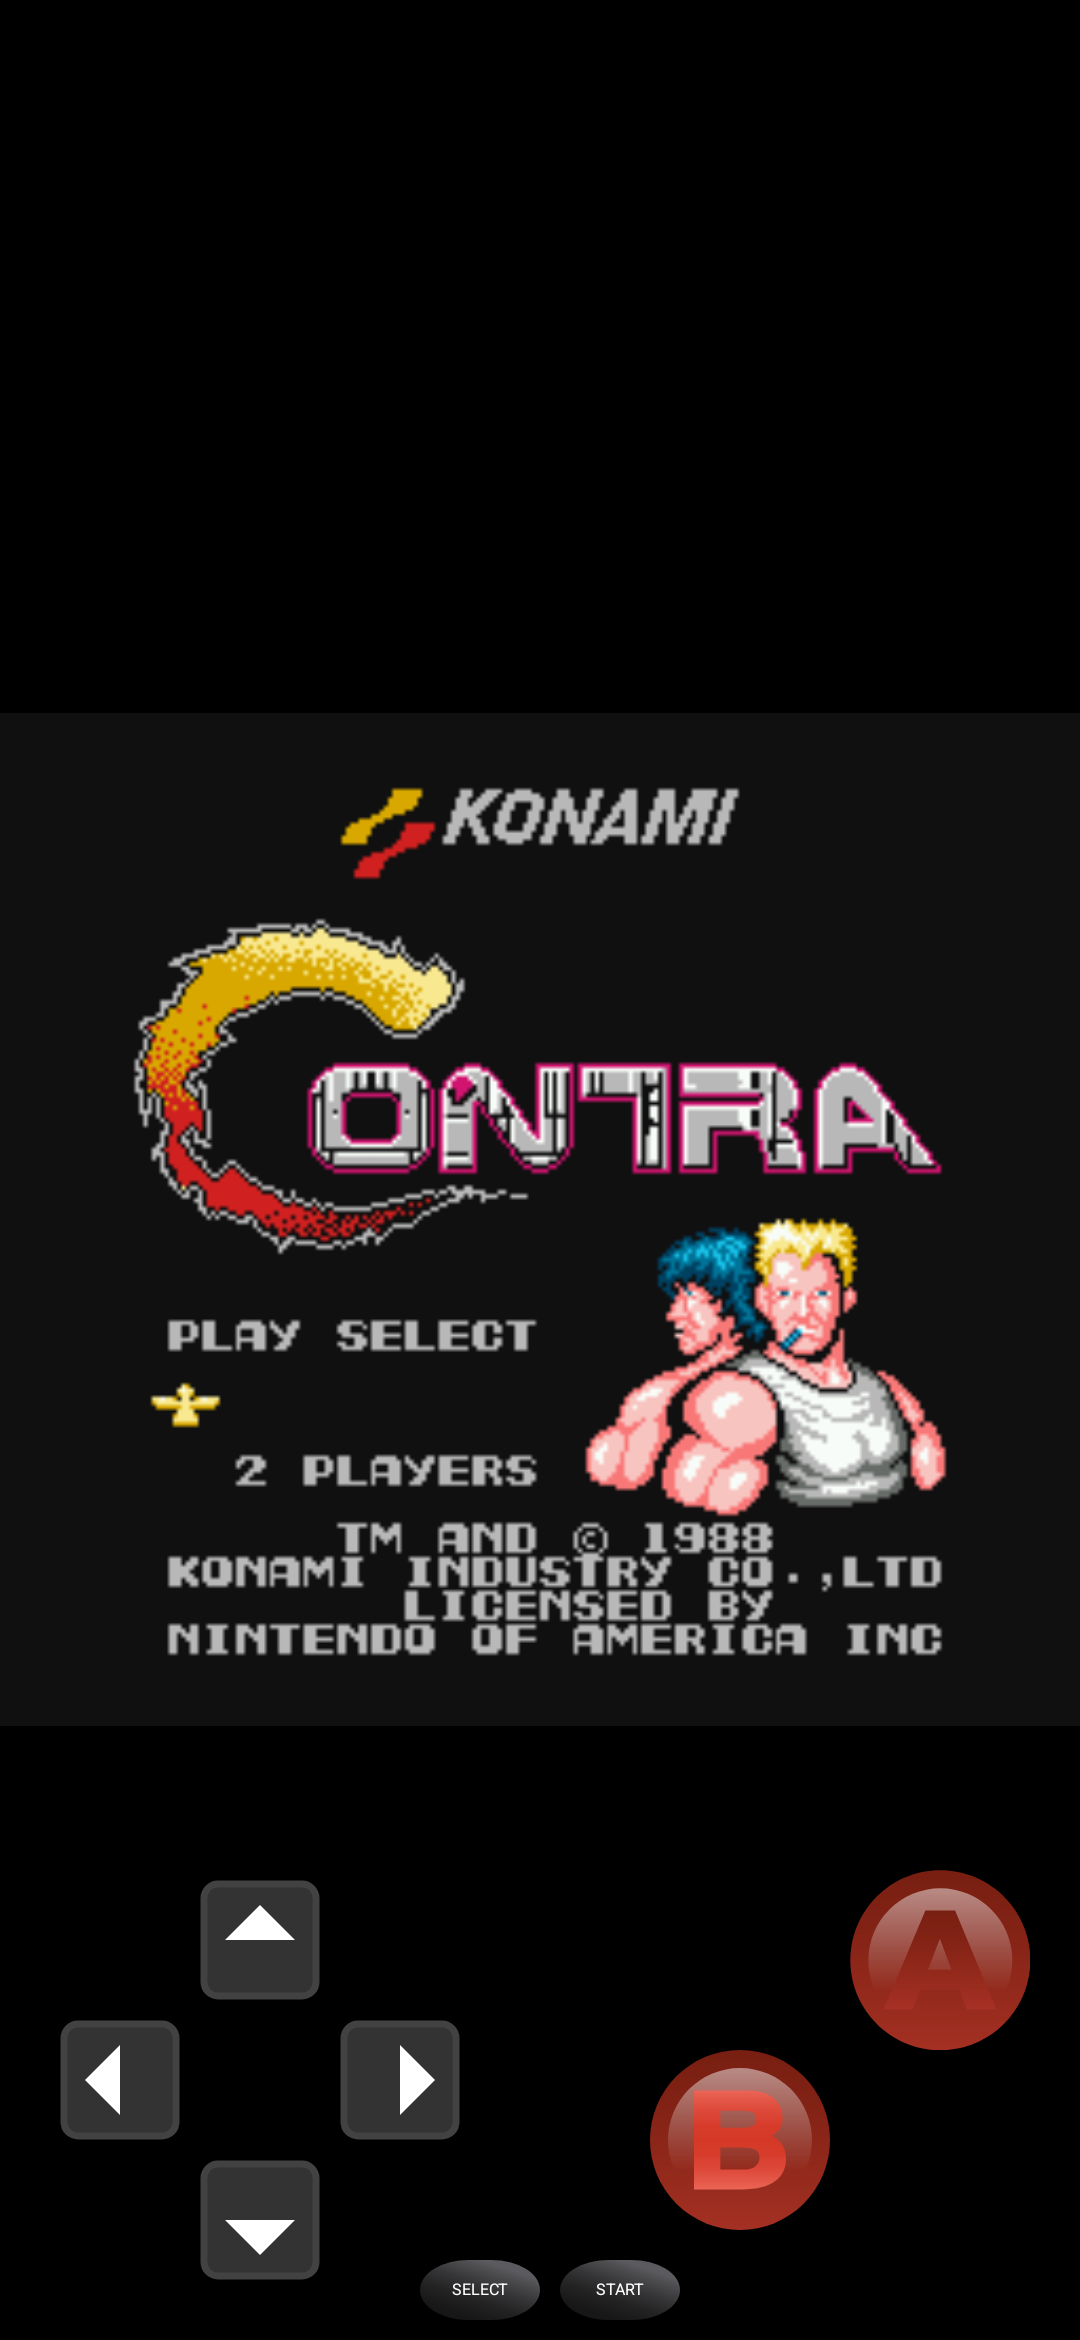 KONAMI
CONTRA
PLAY SELECT
2 PLAYERS
TM AND © 1988
KONAMI INDUSTRY CO.,LTD
LICENSED BY
NINTENDO OF AMERICA INC
A
B
SELECT
START